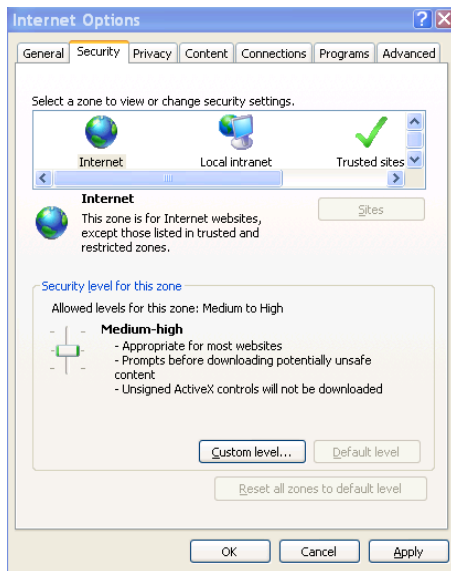 Internet Options
General Security Privacy Content Connections Programs Advanced
Select a zone to view or change security settings.
Internet Local intranet Trusted sites
Internet
Sites
This zone is for Internet websites,
except those listed in trusted and
restricted zones.
Security level for this zone
Allowed levels for this zone: Medium to High
Medium-high
- Appropriate for most websites
- Prompts before downloading potentially unsafe
content
- Unsigned ActiveX controls will not be downloaded
Custom level... Default level
Reset all zones to default level
OK Cancel Apply